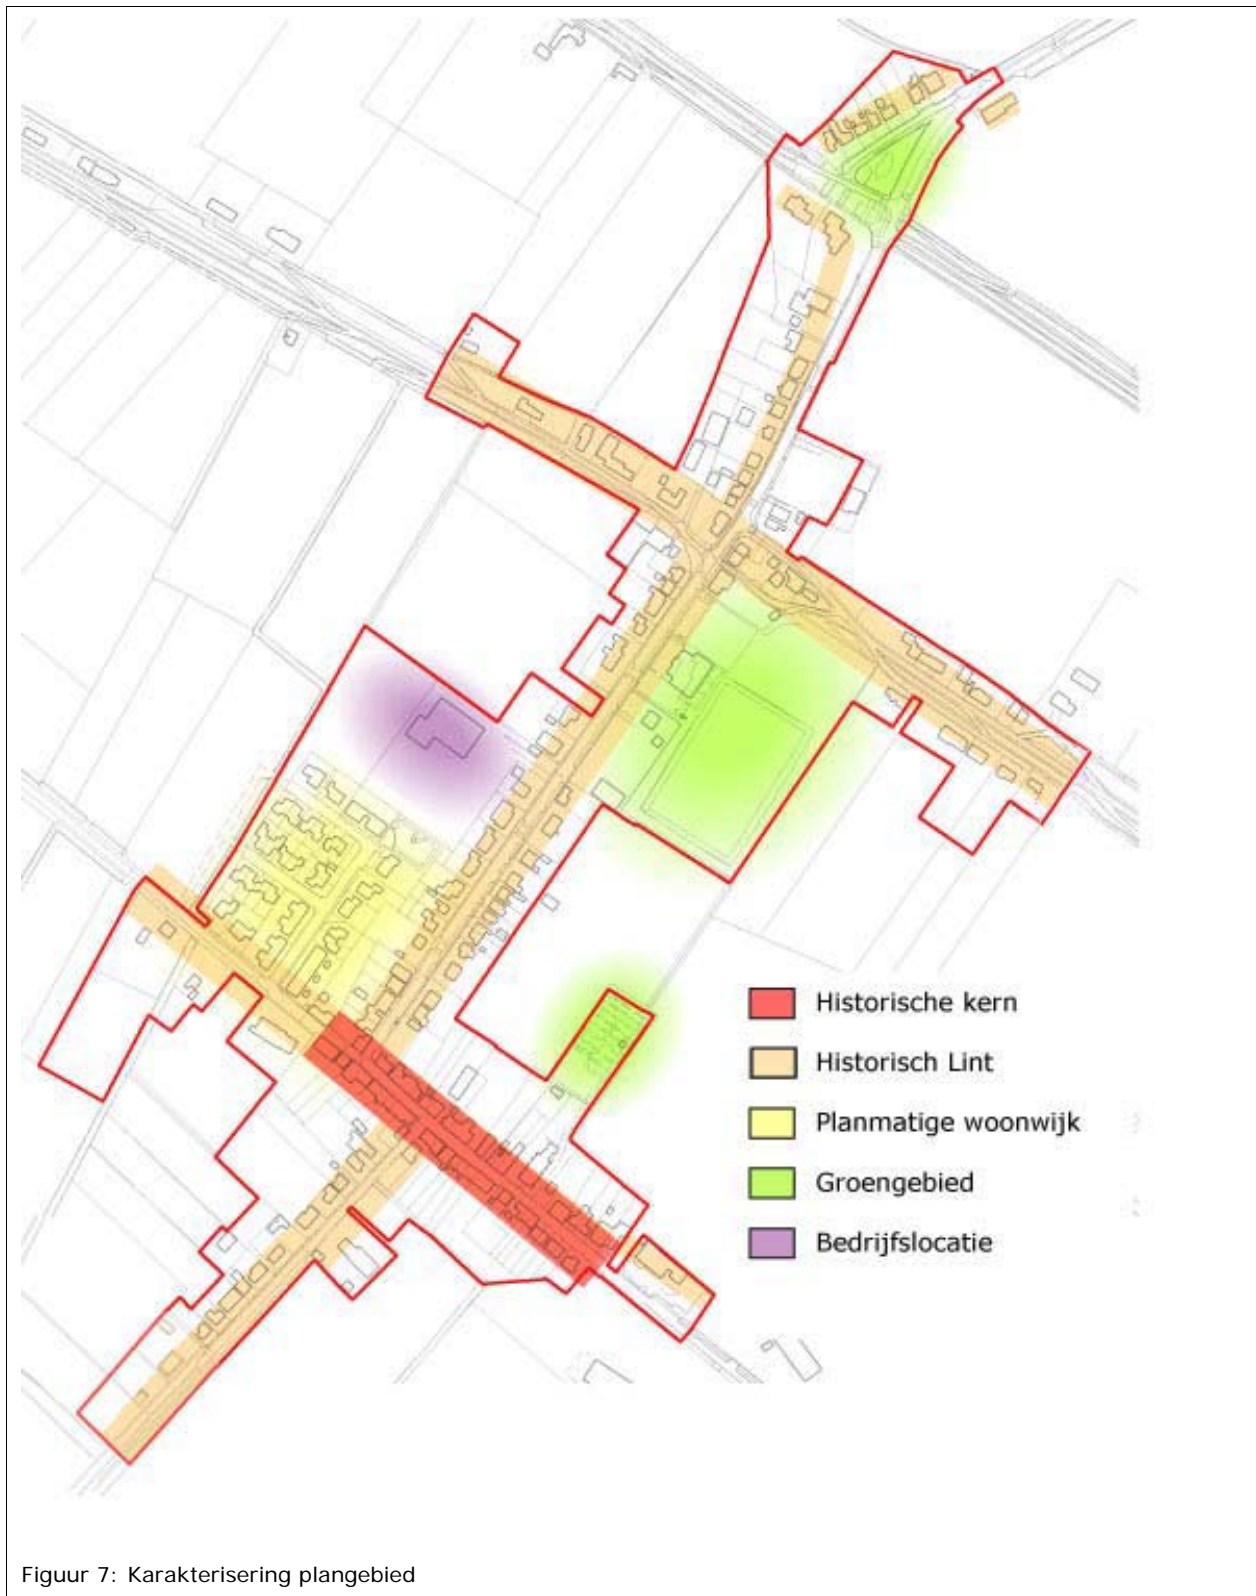 Historische kern
Historisch Lint
Planmatige woonwijk
Groengebied
Bedrijfslocatie
Figuur 7: Karakterisering plangebied